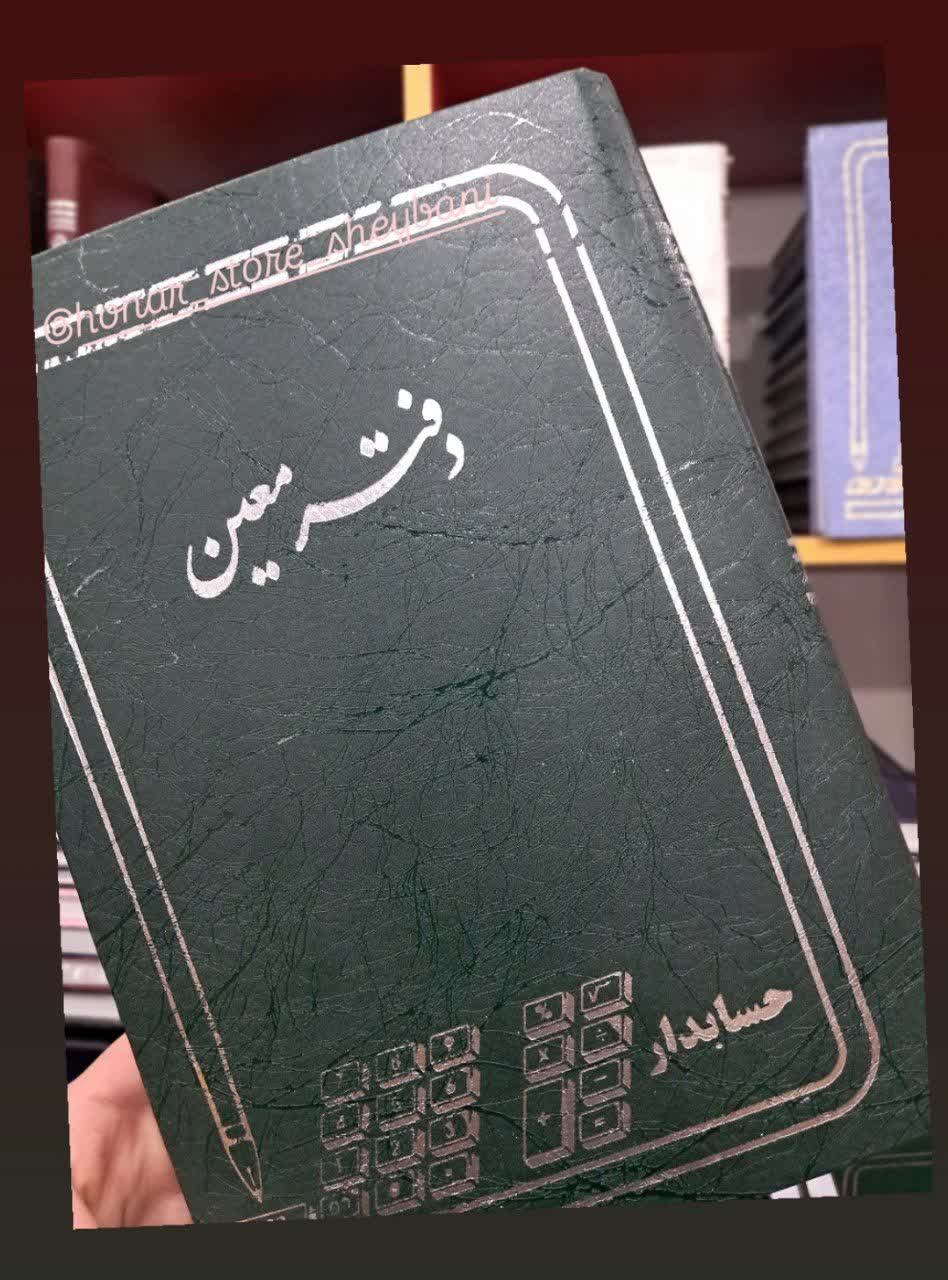 @honar_store_sheybani
دفتر معین
حسابدار